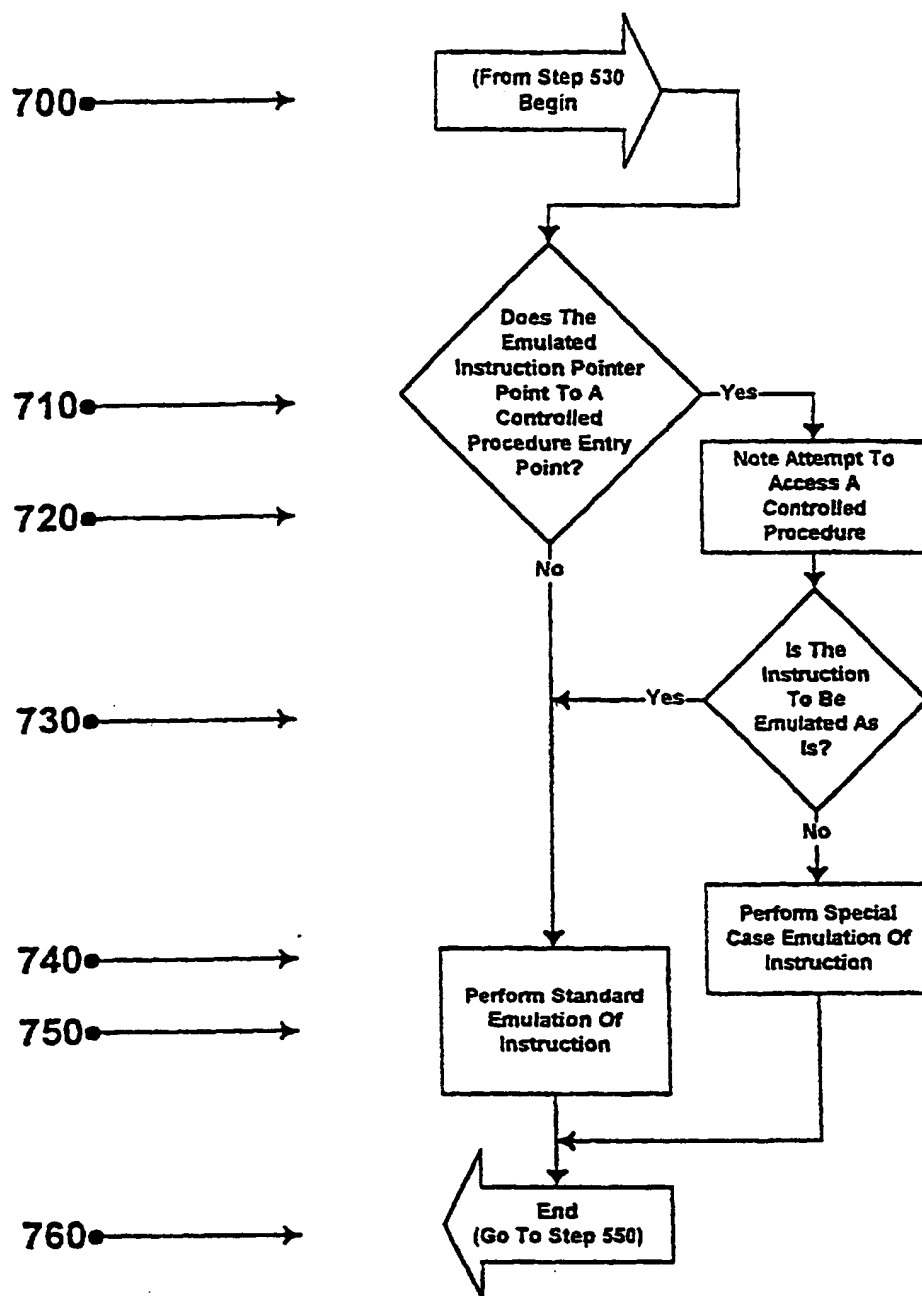 700
(From Step 530
Begin
Does The
Emulated
Instruction Pointer
Point To A
Controlled
Procedure Entry
Point?
710
Yes
Note Attempt To
Access A
Controlled
Procedure
720
No
Is The
Instruction
To Be
Emulated As
Is?
730
Yes
No
Perform Special
Case Emulation Of
Instruction
740
Perform Standard
Emulation Of
Instruction
750
End
(Go To Step 550)
760